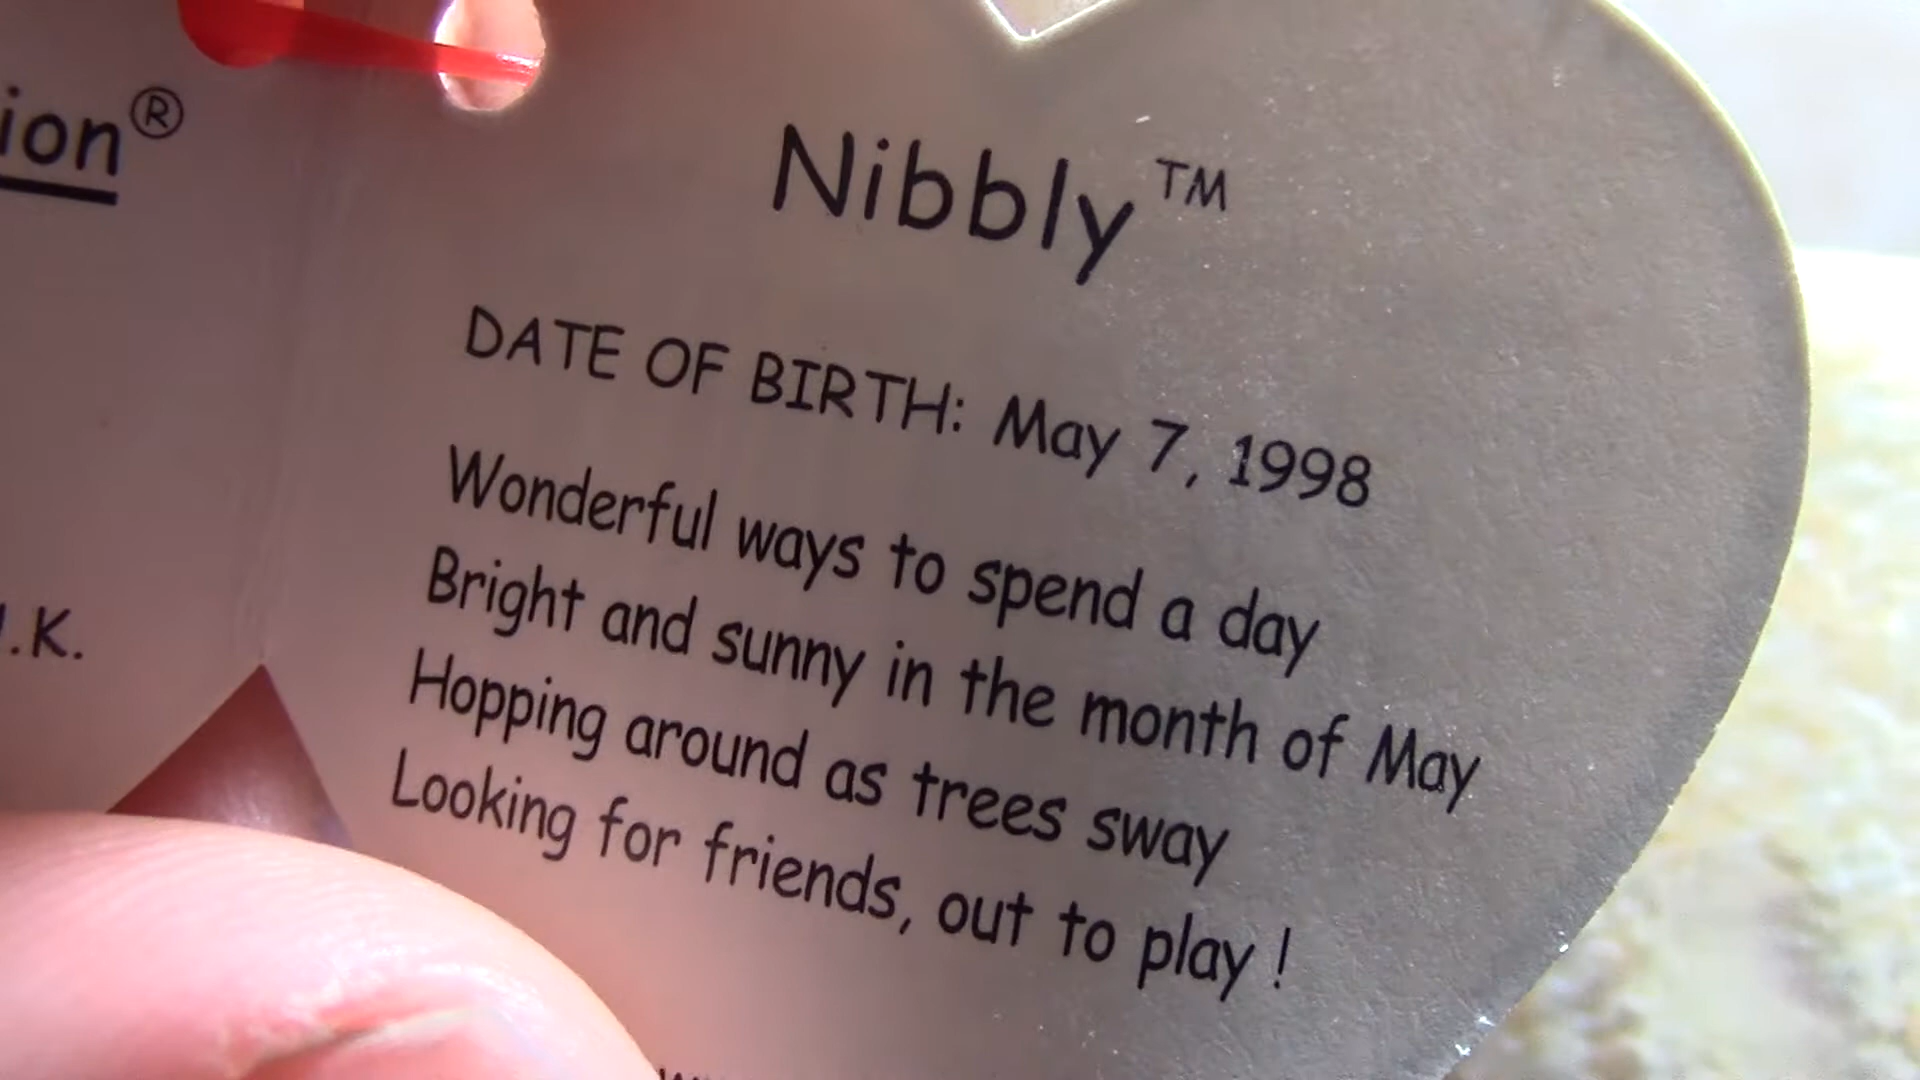 ion®
Nibbly™
DATE OF BIRTH: May 7, 1998
Wonderful ways to spend a day
Bright and sunny in the month of May
Hopping around as trees sway
Looking for friends, out to play !
.K.